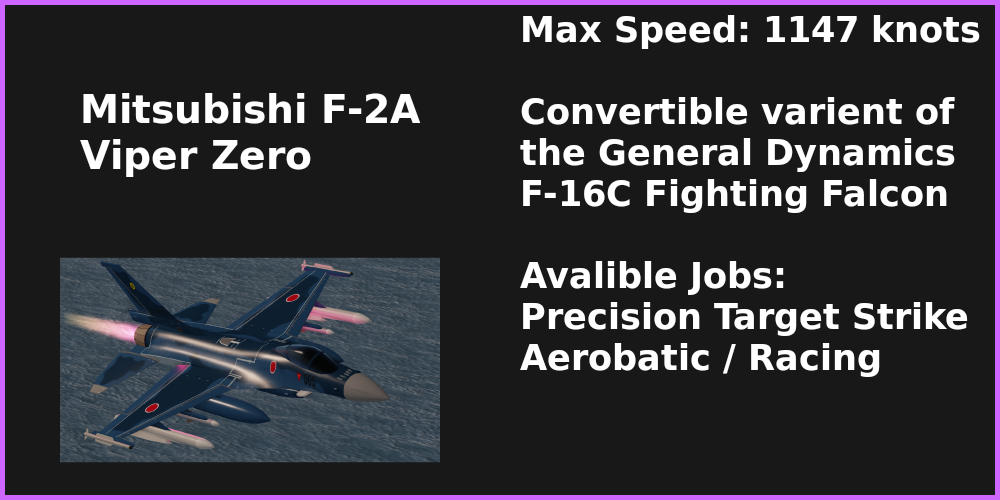 Mitsubishi F-2A
Viper Zero
Max Speed: 1147 knots
Convertible varient of
the General Dynamics
F-16C Fighting Falcon
Avalible Jobs:
Precision Target Strike
Aerobatic / Racing